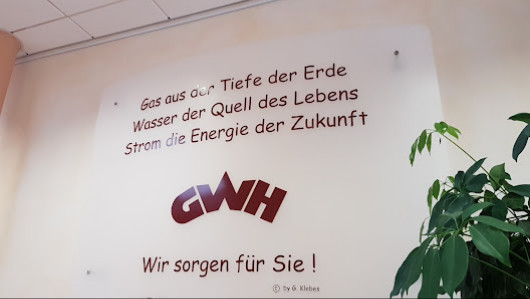 Gas aus der Tiefe der Erde
Wasser der Quell des Lebens
Strom die Energie der Zukunft
GWH
Wir sorgen für Sie !
© by G. Klebes